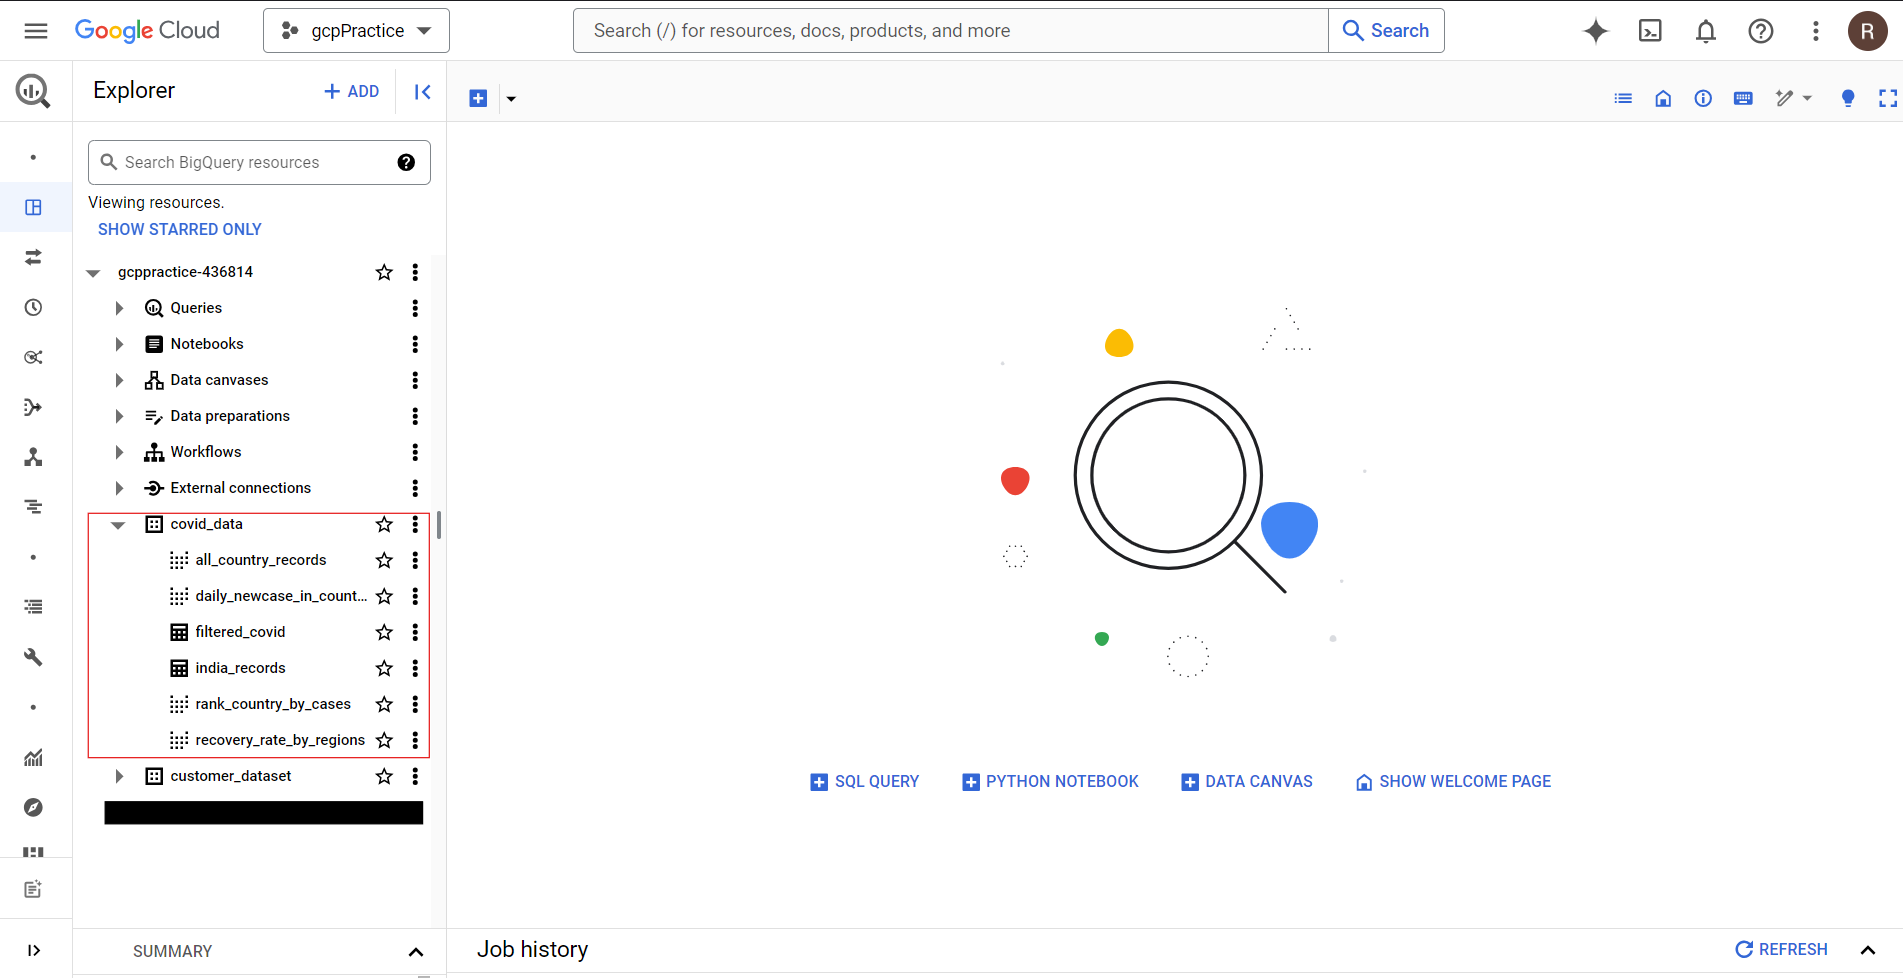 Google Cloud
gcpPractice
Search (/) for resources, docs, products, and more
Search
R
Explorer
ADD
Search BigQuery resources
Viewing resources.
SHOW STARRED ONLY
gcppractice-436814
Queries
Notebooks
Data canvases
Data preparations
Workflows
External connections
covid_data
all_country_records
daily_newcase_in_count...
filtered_covid
india_records
rank_country_by_cases
recovery_rate_by_regions
customer_dataset
SQL QUERY
PYTHON NOTEBOOK
DATA CANVAS
SHOW WELCOME PAGE
SUMMARY
Job history
REFRESH